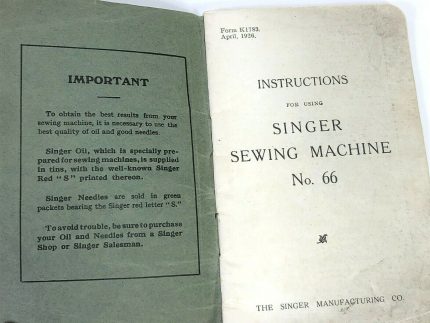 IMPORTANT
To obtain the best results from your
sewing machine, it is necessary to use the
best quality of oil and good needles.
Singer Oil, which is specially pre-
pared for sewing machines, is supplied
in tins, with the well-known Singer
Red "S" printed thereon.
Singer Needles are sold in green
packets bearing the Singer red letter "S."
To avoid trouble, be sure to purchase
your Oil and Needles from a Singer
Shop or Singer Salesman.
Form K1783.
April, 1936.
INSTRUCTIONS
FOR USING
SINGER
SEWING MACHINE
No. 66
THE SINGER MANUFACTURING CO.